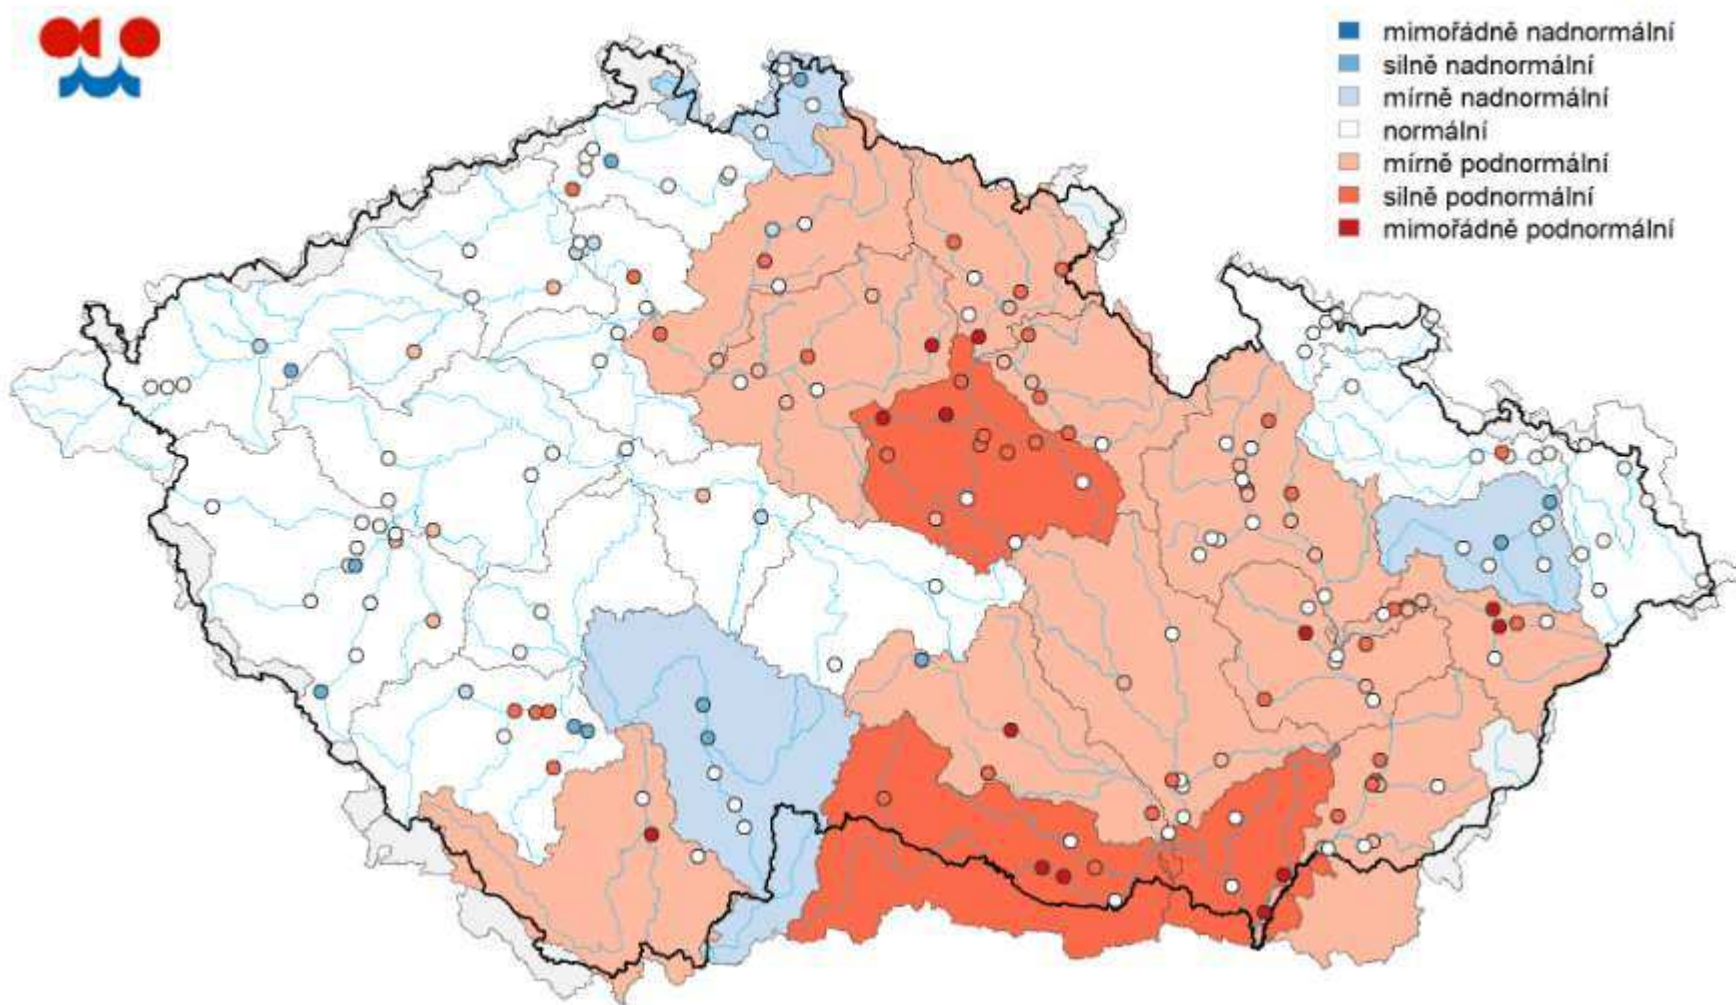 mimořádně nadnormální
silně nadnormální
mírně nadnormální
normální
mírně podnormální
silně podnormální
mimořádně podnormální